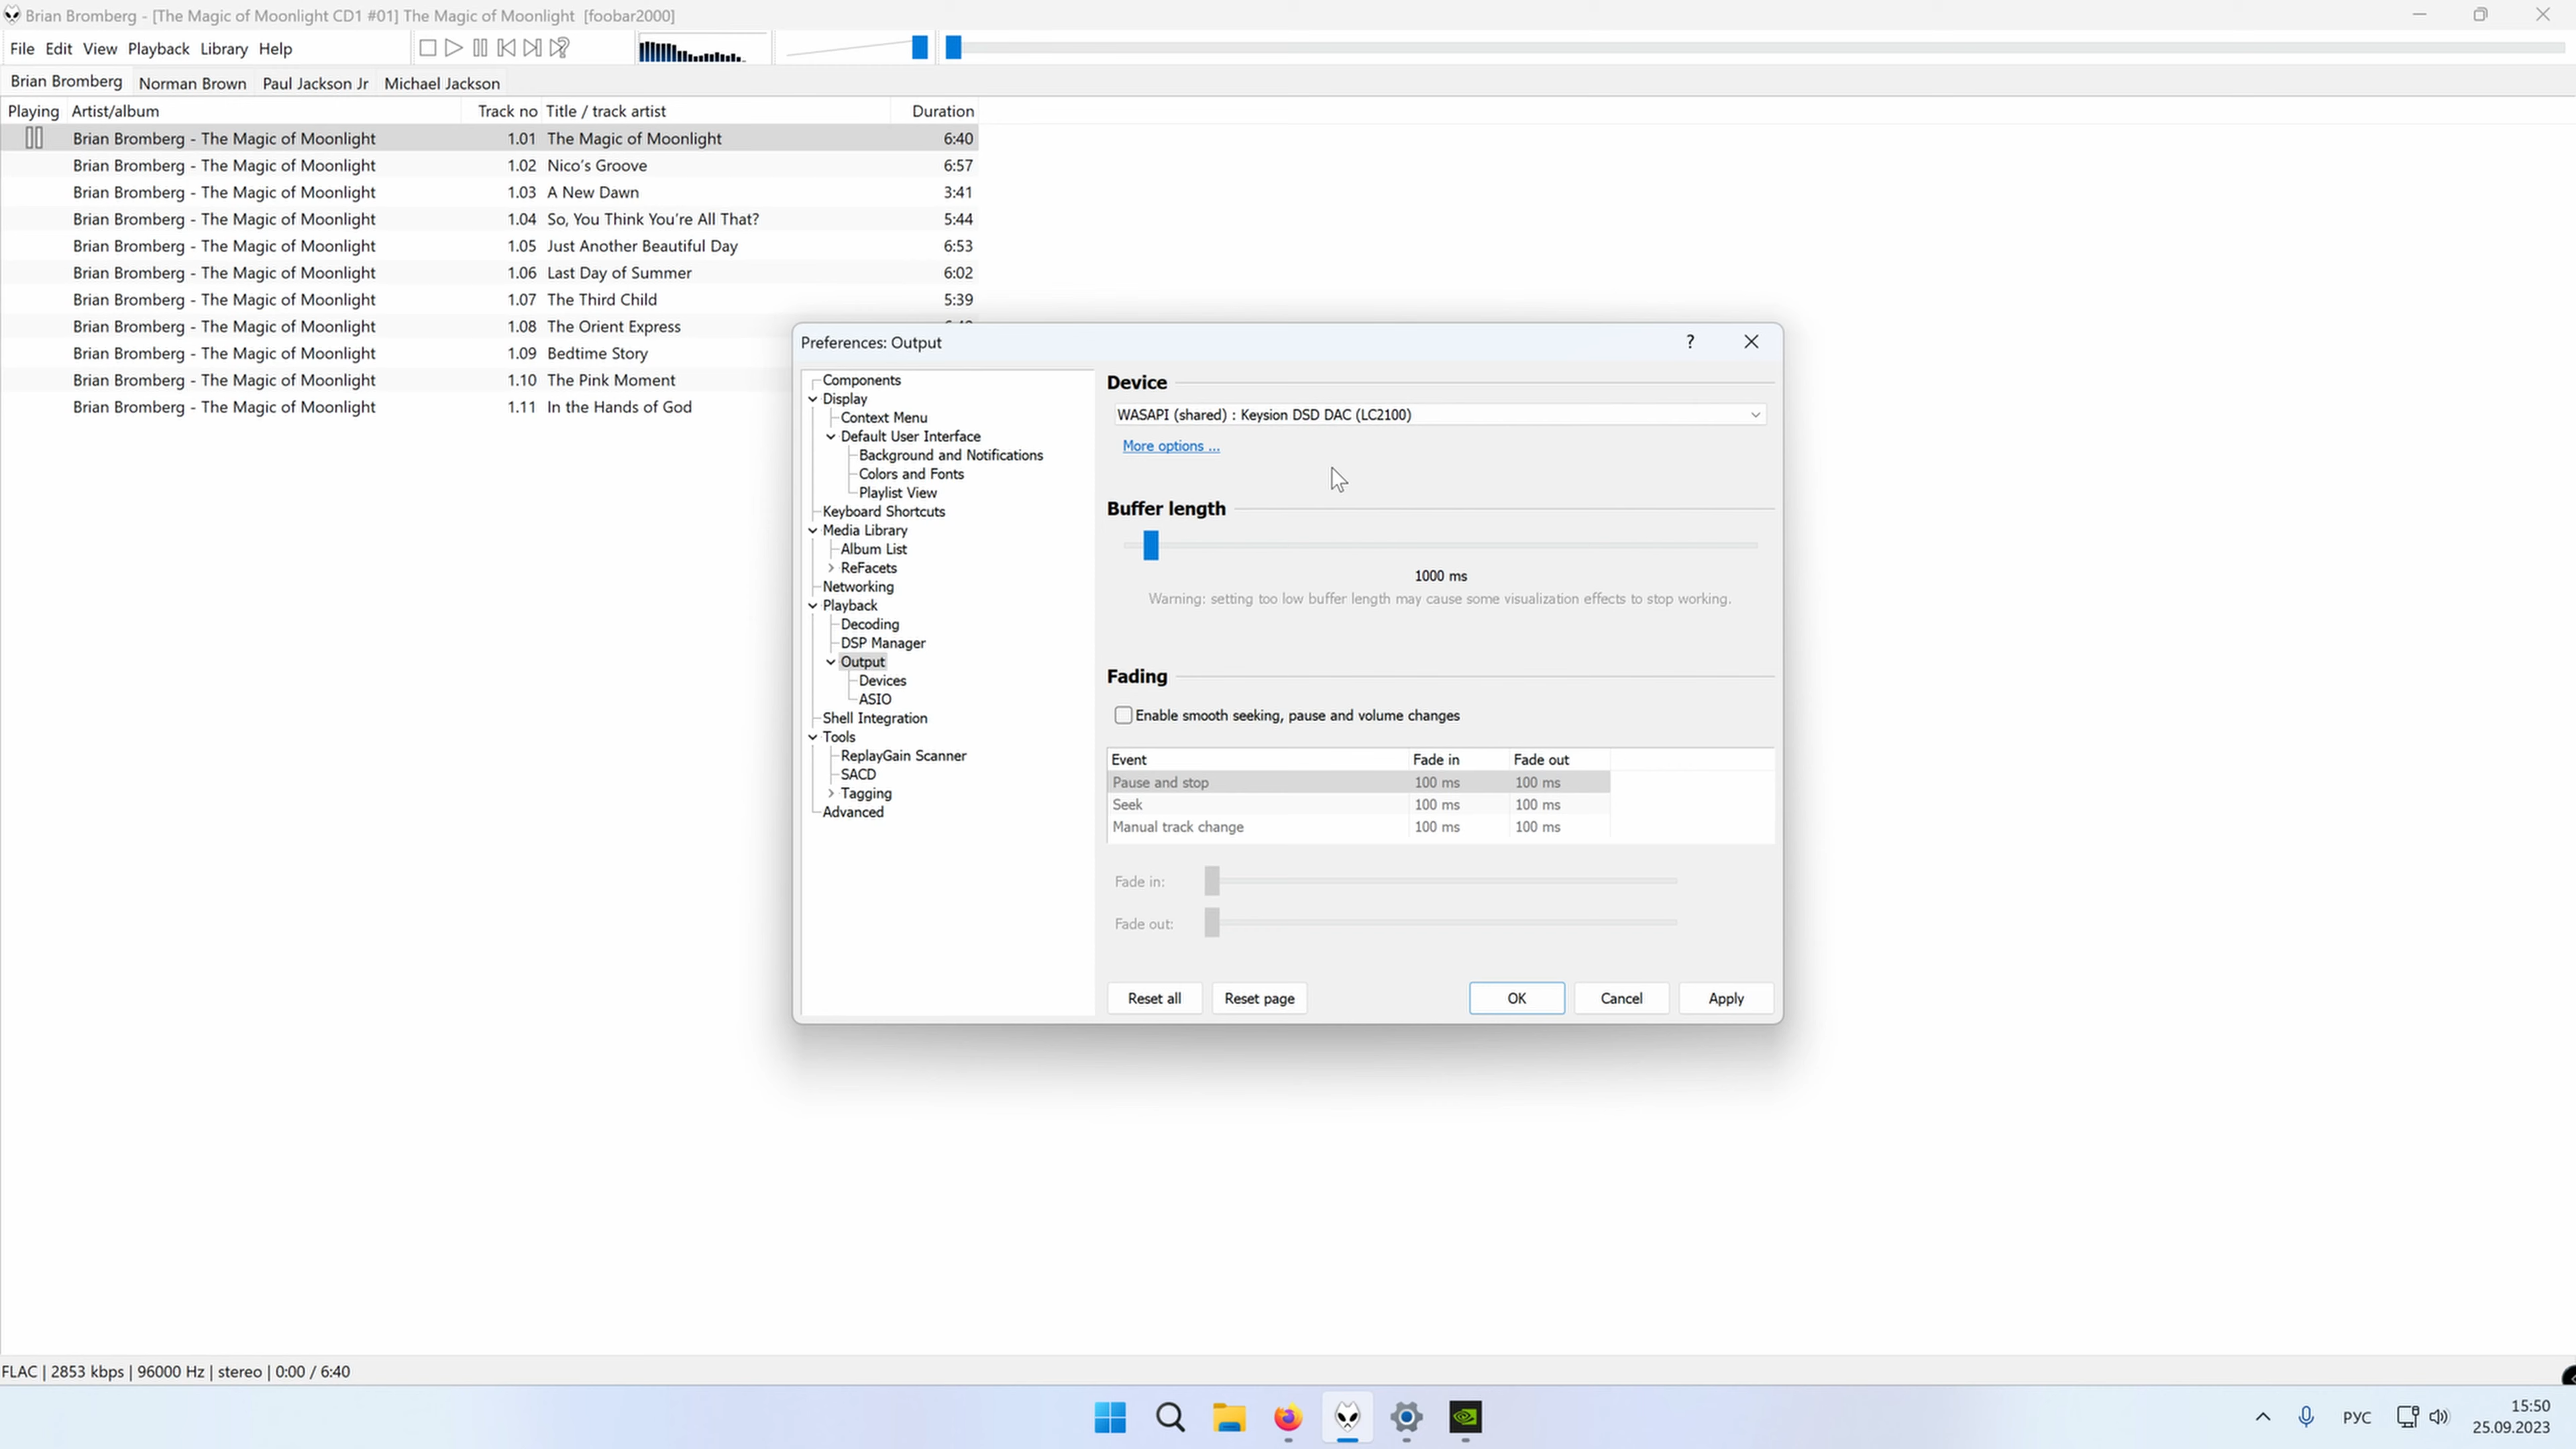 Brian Bromberg - [The Magic of Moonlight CD1 #01] The Magic of Moonlight [foobar2000]
File Edit View Playback Library Help
Brian Bromberg Norman Brown Paul Jackson Jr Michael Jackson
Playing Artist/album Track no Title / track artist Duration
Brian Bromberg - The Magic of Moonlight 1.01 The Magic of Moonlight 6:40
Brian Bromberg - The Magic of Moonlight 1.02 Nico's Groove 6:57
Brian Bromberg - The Magic of Moonlight 1.03 A New Dawn 3:41
Brian Bromberg - The Magic of Moonlight 1.04 So, You Think You're All That? 5:44
Brian Bromberg - The Magic of Moonlight 1.05 Just Another Beautiful Day 6:53
Brian Bromberg - The Magic of Moonlight 1.06 Last Day of Summer 6:02
Brian Bromberg - The Magic of Moonlight 1.07 The Third Child 5:39
Brian Bromberg - The Magic of Moonlight 1.08 The Orient Express
Brian Bromberg - The Magic of Moonlight 1.09 Bedtime Story
Brian Bromberg - The Magic of Moonlight 1.10 The Pink Moment
Brian Bromberg - The Magic of Moonlight 1.11 In the Hands of God
Preferences: Output
Components
Display
Context Menu
Default User Interface
Background and Notifications
Colors and Fonts
Playlist View
Keyboard Shortcuts
Media Library
Album List
ReFacets
Networking
Playback
Decoding
DSP Manager
Output
Devices
ASIO
Shell Integration
Tools
ReplayGain Scanner
SACD
Tagging
Advanced
Device
WASAPI (shared) : Keysion DSD DAC (LC2100)
More options ...
Buffer length
1000 ms
Warning: setting too low buffer length may cause some visualization effects to stop working.
Fading
Enable smooth seeking, pause and volume changes
Event Fade in Fade out
Pause and stop 100 ms 100 ms
Seek 100 ms 100 ms
Manual track change 100 ms 100 ms
Fade in:
Fade out:
Reset all Reset page OK Cancel Apply
FLAC | 2853 kbps | 96000 Hz | stereo | 0:00 / 6:40
РУС
15:50
25.09.2023